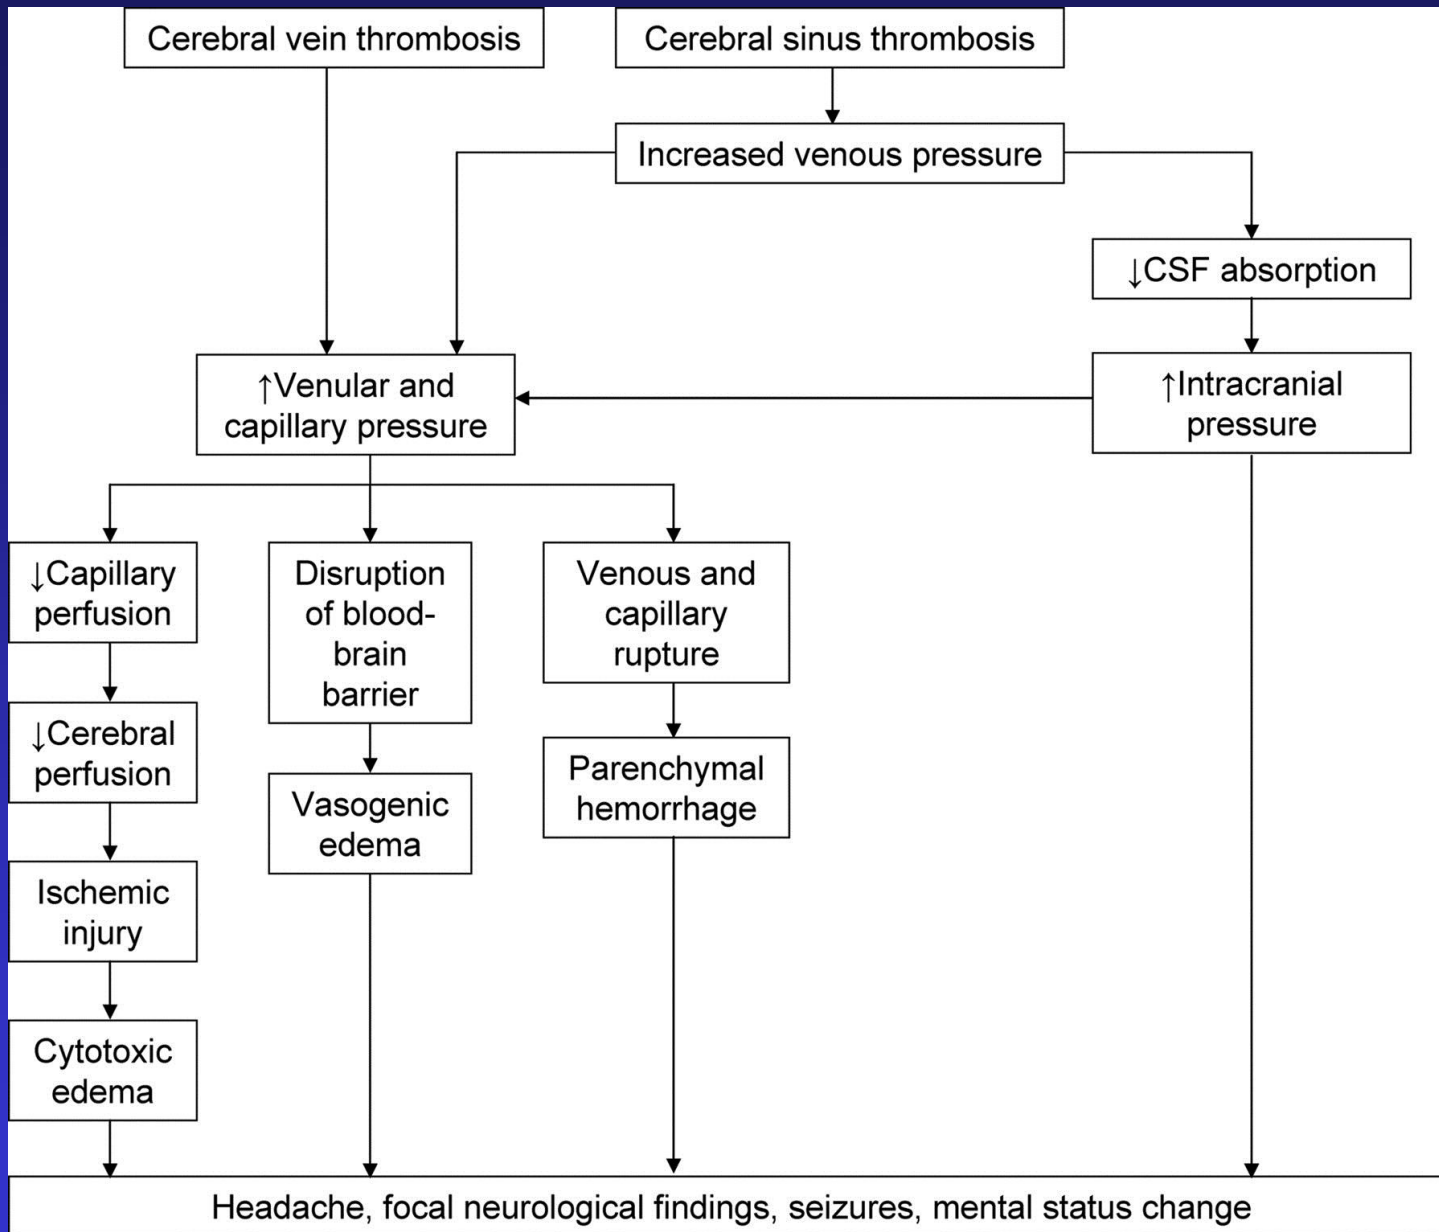 Cerebral vein thrombosis
Cerebral sinus thrombosis
Increased venous pressure
↓CSF absorption
↑Venular and
capillary pressure
↑Intracranial
pressure
↓Capillary
perfusion
Disruption
of blood-
brain
barrier
Venous and
capillary
rupture
↓Cerebral
perfusion
Vasogenic
edema
Parenchymal
hemorrhage
Ischemic
injury
Cytotoxic
edema
Headache, focal neurological findings, seizures, mental status change